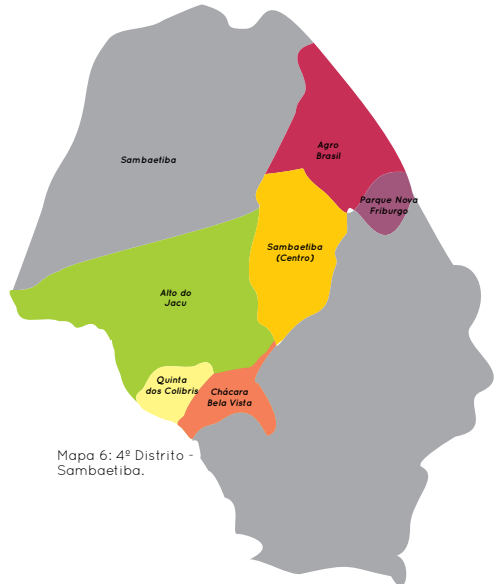 Agro
Brasil
Sambaetiba
Parque Nova
Friburgo
Sambaetiba
(Centro)
Alto do
Jacu
Quinta
dos Colibris
Chácara
Bela Vista
Mapa 6: 4º Distrito -
Sambaetiba.